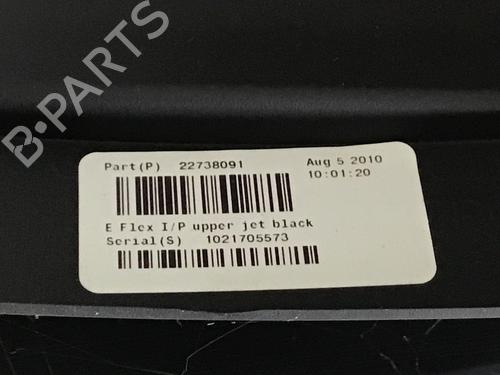 Part(P) 22738091 Aug 5 2010
10:01:20
E Flex I/P upper jet black
Serial(S) 1021705573
B-PARTS